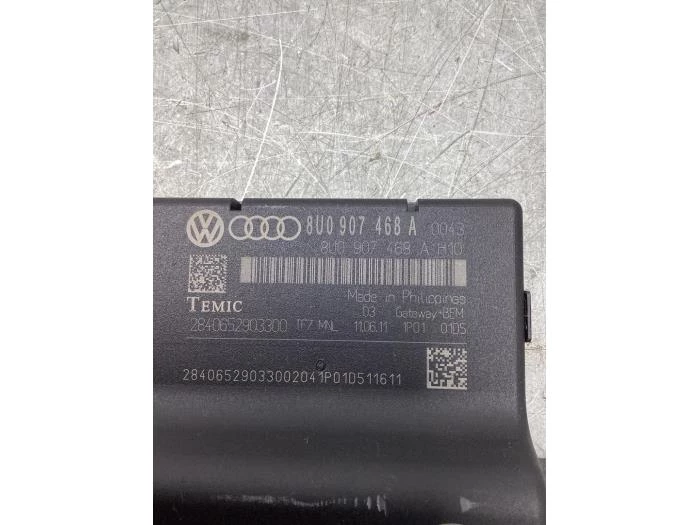 8U0 907 468 A 0043
8U0 907 468 A H10
TEMIC
Made in Philippines
03 Gateway+BEM
2840652903300 TF7 MNL 11.06.11 1P01 0105
28406529033002041P01D511611